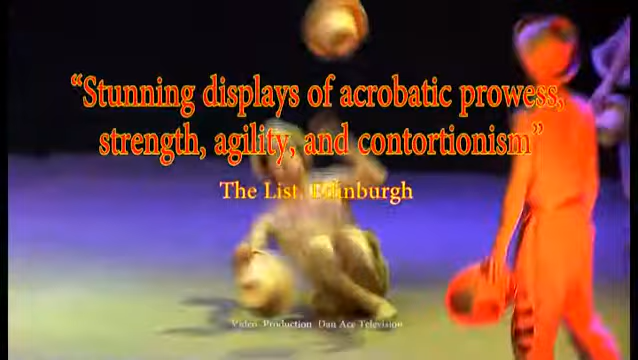 “Stunning displays of acrobatic prowess,
strength, agility, and contortionism”
The List, Edinburgh
Video Production Dan Ace Television